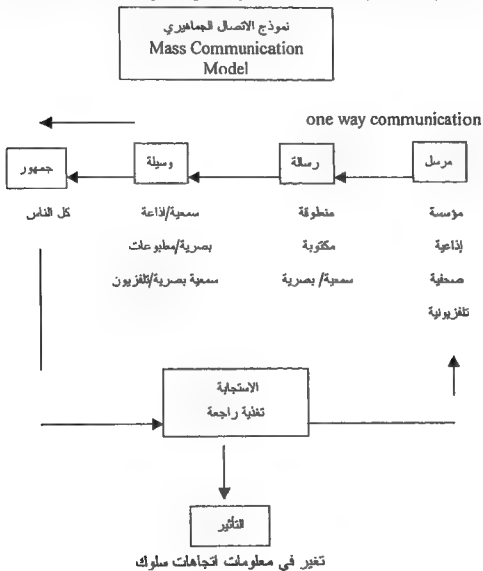 نموذج الاتصال الجماهيري
Mass Communication
Model
one way communication
مرسل
رسالة
وسيلة
جمهور
مؤسسة
إذاعية
صحفية
تلفزيونية
منطوقة
مكتوبة
سمعية/ بصرية
سمعية/اذاعة
بصرية/مطبوعات
سمعية بصرية/تلفزيون
كل الناس
الاستجابة
تغذية راجعة
التأثير
تغير في معلومات اتجاهات سلوك